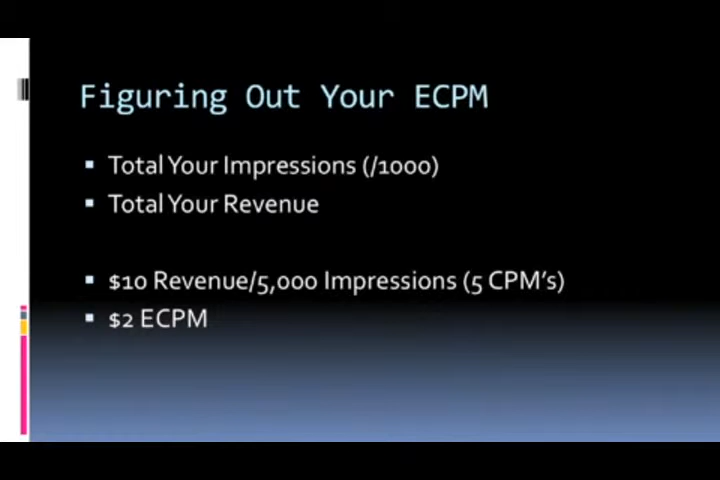 Figuring Out Your ECPM
Total Your Impressions (/1000)
Total Your Revenue
$10 Revenue/5,000 Impressions (5 CPM’s)
$2 ECPM